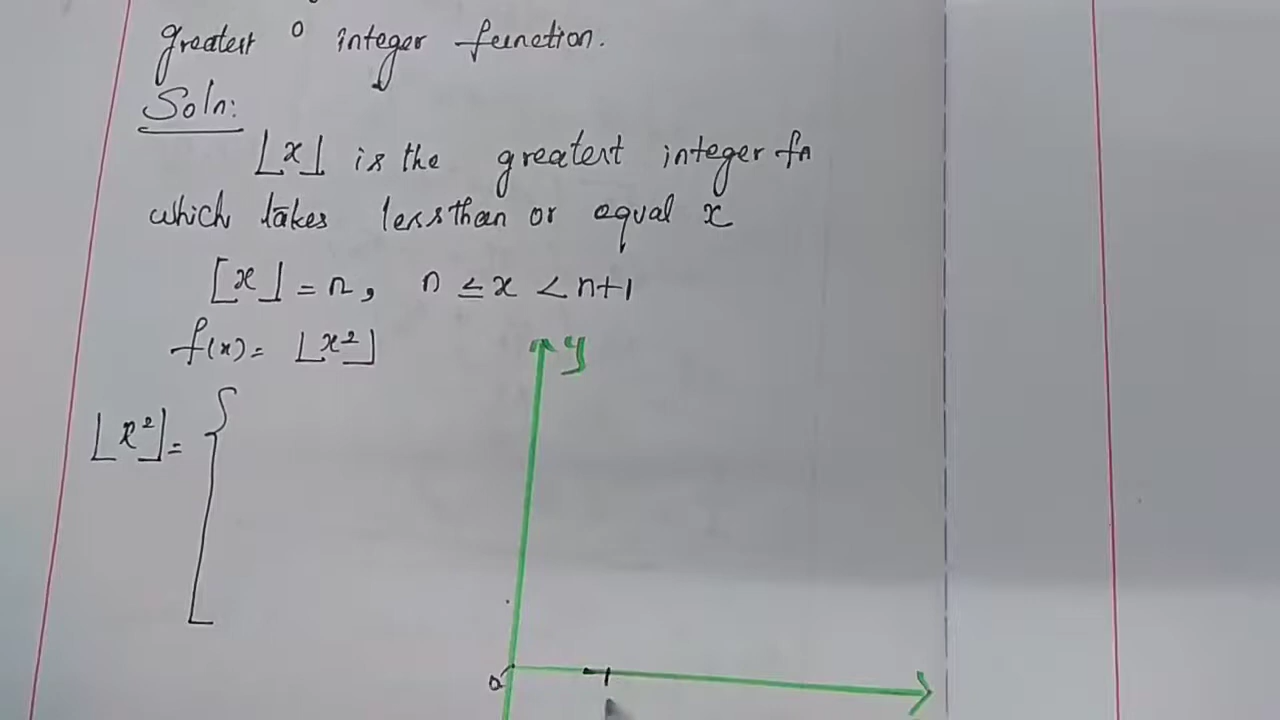 greatest integer function.
Soln:
⌊x⌋ is the greatest integer fn
which takes less than or equal x
⌊x⌋ = n, n ≤ x < n+1
f(x) = ⌊x²⌋
y
⌊x²⌋ = {
0